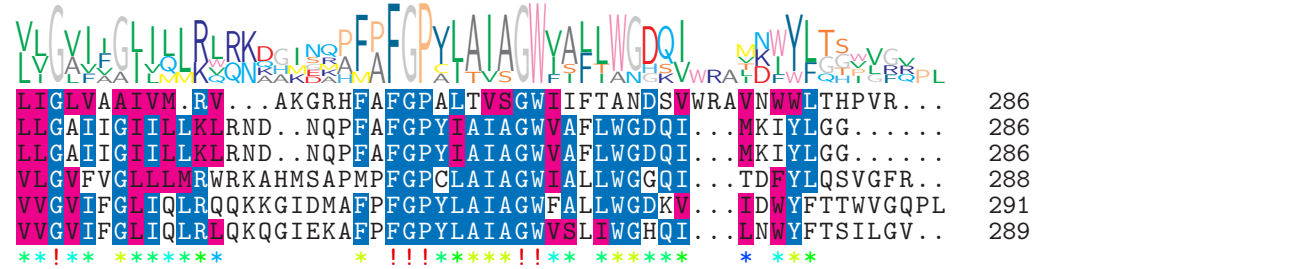 LIGLVAAIVM.RV...AKGRHFAFGPALTVSGWIIFTANDSVWRAVNWWLTHPVR... 286
LLGAIIGIILLKLRND..NQPFAFGPYIAIAGWVAFLWGDQI...MKIYLGG...... 286
LLGAIIGIILLKLRND..NQPFAFGPYIAIAGWVAFLWGDQI...MKIYLGG...... 286
VLGVFVGLLLMRWRKAHMSAPMPFGPCLAIAGWIALLWGGQI...TDFYLQSVGFR.. 288
VVGVIFGLIQLRQQKKGIDMAFPFGPYLAIAGWFALLWGDKV...IDWYFTTWVGQPL 291
VVGVIFGLIQLRLQKQGIEKAFPFGPYLAIAGWVSLIWGHQI...LNWYFTSILGV.. 289
**!** ******* * !!!*****!!** ****** * ***